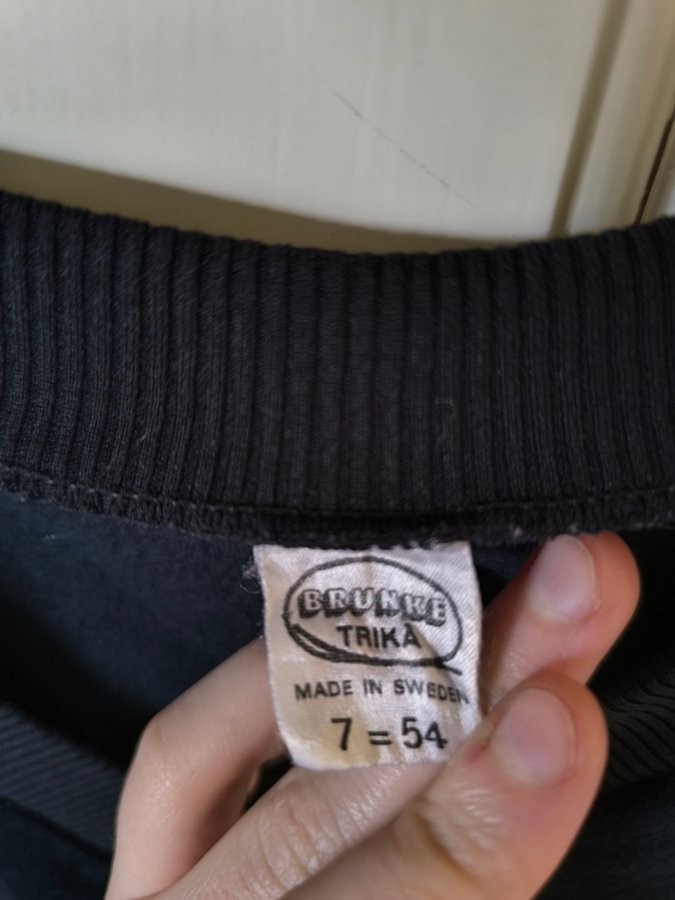 BRUNKE
TRIKÅ
MADE IN SWEDEN
7 = 54